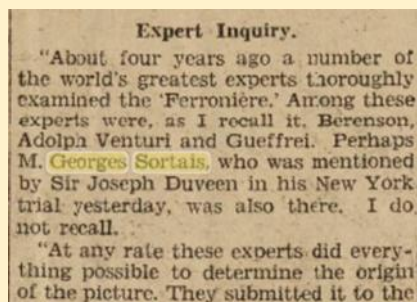 Expert Inquiry.
"About four years ago a number of
the world's greatest experts thoroughly
examined the 'Ferronière.' Among these
experts were, as I recall it, Berenson,
Adolph Venturi and Gueffrei. Perhaps
M. Georges Sortais, who was mentioned
by Sir Joseph Duveen in his New York
trial yesterday, was also there. I do
not recall.
"At any rate these experts did every-
thing possible to determine the origin
of the picture. They submitted it to the